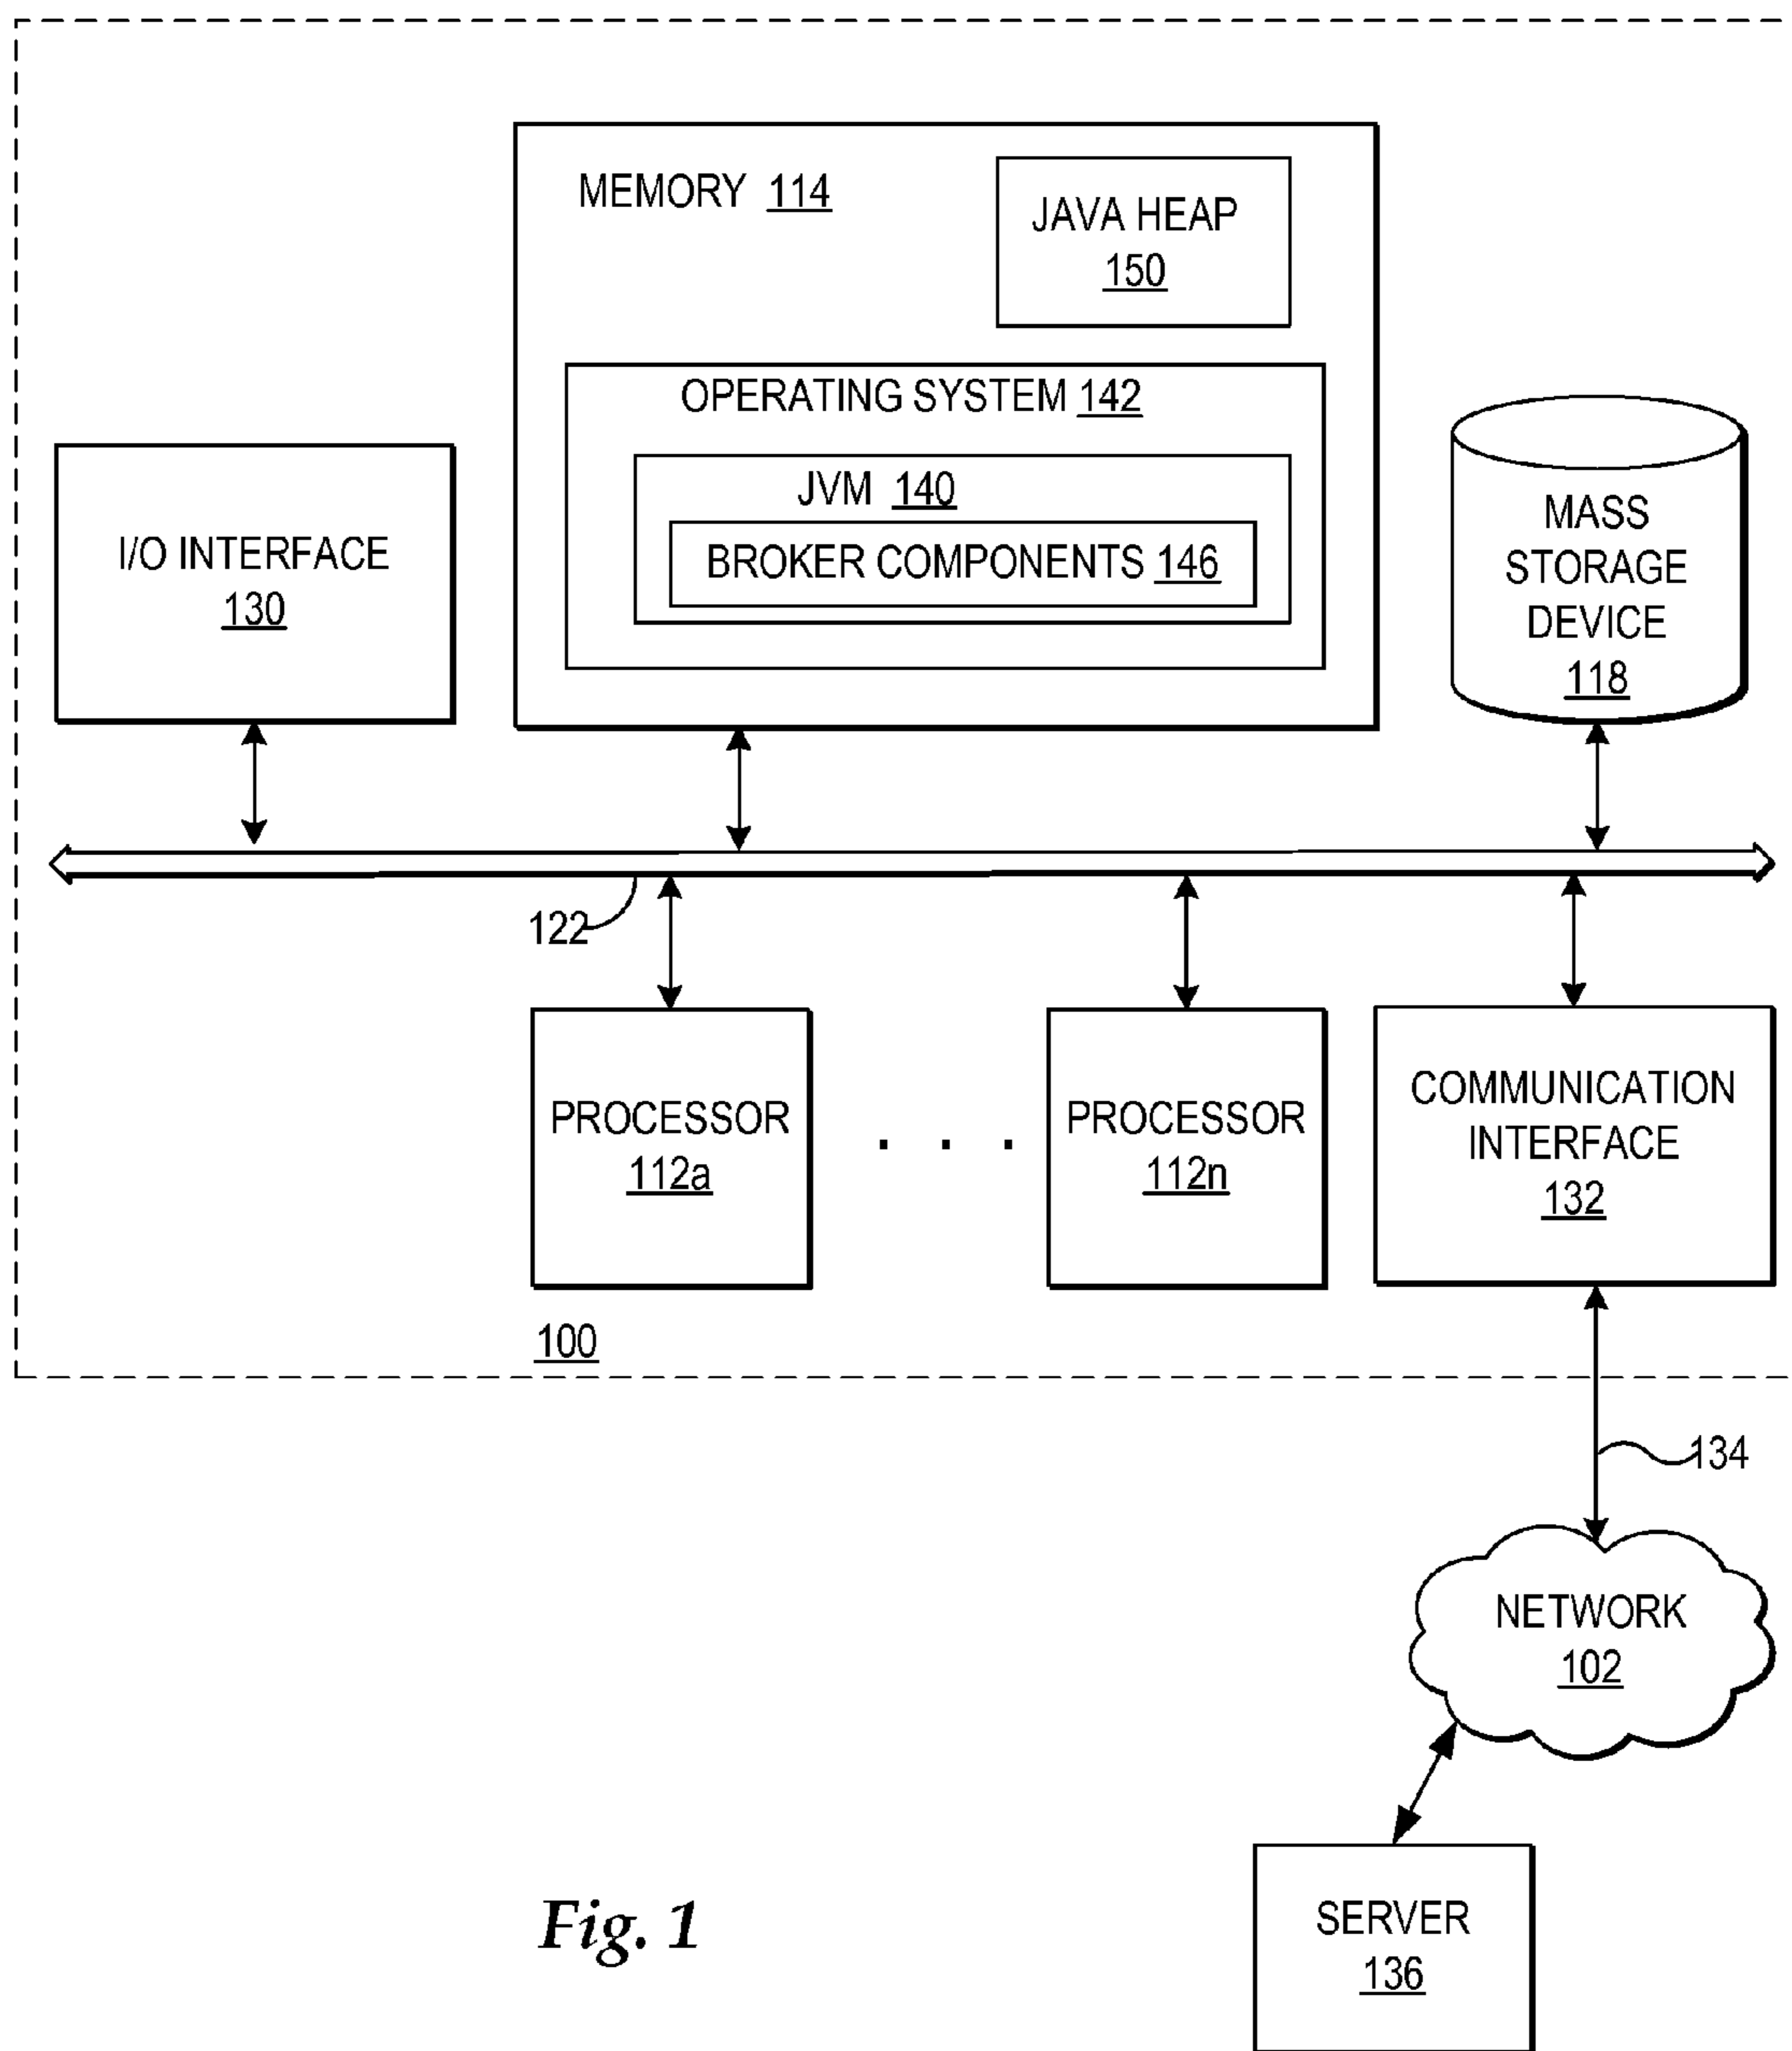 MEMORY 114
JAVA HEAP
150
OPERATING SYSTEM 142
JVM 140
BROKER COMPONENTS 146
I/O INTERFACE
130
MASS
STORAGE
DEVICE
118
122
PROCESSOR
112a
. . .
PROCESSOR
112n
COMMUNICATION
INTERFACE
132
100
134
NETWORK
102
SERVER
136
Fig. 1